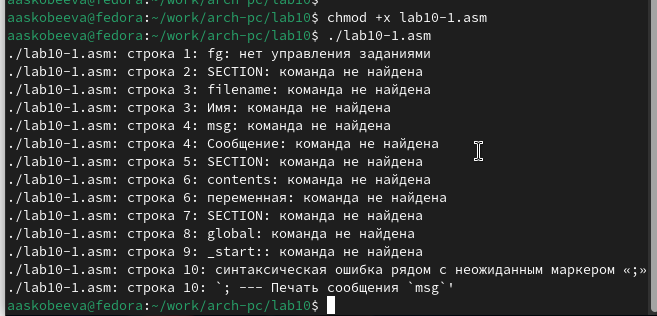 aaskobeeva@fedora:~/work/arch-pc/lab10$ chmod +x lab10-1.asm
aaskobeeva@fedora:~/work/arch-pc/lab10$ ./lab10-1.asm
./lab10-1.asm: строка 1: fg: нет управления заданиями
./lab10-1.asm: строка 2: SECTION: команда не найдена
./lab10-1.asm: строка 3: filename: команда не найдена
./lab10-1.asm: строка 3: Имя: команда не найдена
./lab10-1.asm: строка 4: msg: команда не найдена
./lab10-1.asm: строка 4: Сообщение: команда не найдена
./lab10-1.asm: строка 5: SECTION: команда не найдена
./lab10-1.asm: строка 6: contents: команда не найдена
./lab10-1.asm: строка 6: переменная: команда не найдена
./lab10-1.asm: строка 7: SECTION: команда не найдена
./lab10-1.asm: строка 8: global: команда не найдена
./lab10-1.asm: строка 9: _start:: команда не найдена
./lab10-1.asm: строка 10: синтаксическая ошибка рядом с неожиданным маркером «;»
./lab10-1.asm: строка 10: `; --- Печать сообщения `msg`'
aaskobeeva@fedora:~/work/arch-pc/lab10$